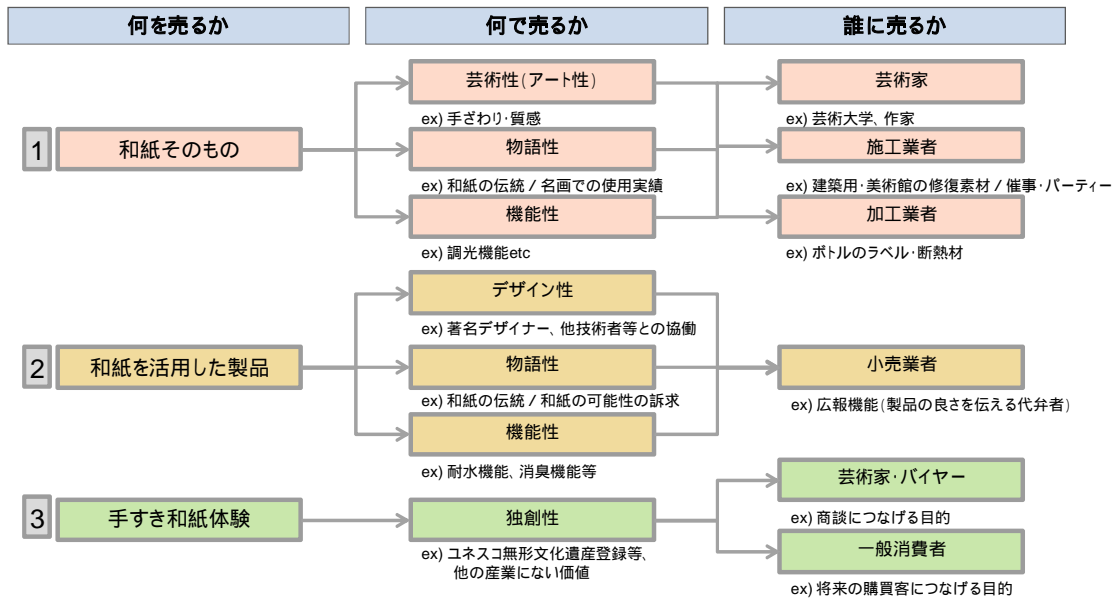 何を売るか
何で売るか
誰に売るか
1
和紙そのもの
芸術性(アート性)
ex) 手ざわり・質感
物語性
ex) 和紙の伝統 / 名画での使用実績
機能性
ex) 調光機能etc
芸術家
ex) 芸術大学、作家
施工業者
ex) 建築用・美術館の修復素材 / 催事・パーティー
加工業者
ex) ボトルのラベル・断熱材
2
和紙を活用した製品
デザイン性
ex) 著名デザイナー、他技術者等との協働
物語性
ex) 和紙の伝統 / 和紙の可能性の訴求
機能性
ex) 耐水機能、消臭機能等
小売業者
ex) 広報機能(製品の良さを伝える代弁者)
3
手すき和紙体験
独創性
ex) ユネスコ無形文化遺産登録等、
他の産業にない価値
芸術家・バイヤー
ex) 商談につなげる目的
一般消費者
ex) 将来の購買客につなげる目的